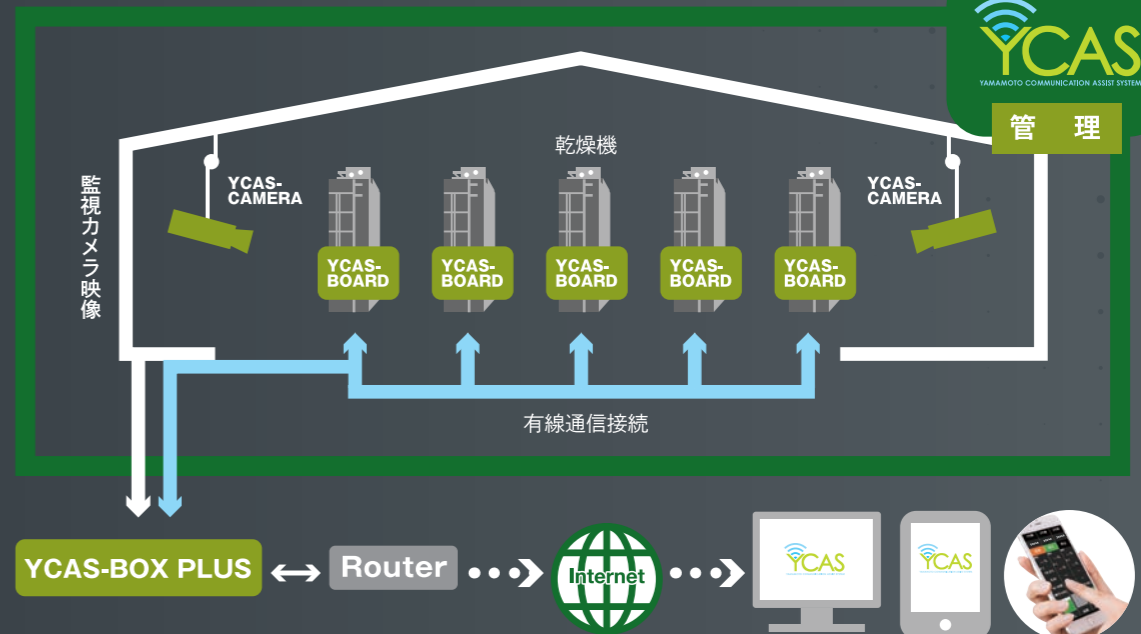 YCAS
YAMAMOTO COMMUNICATION ASSIST SYSTEM
管 理
乾燥機
監視カメラ映像
YCAS-
CAMERA
YCAS-
CAMERA
YCAS-
BOARD
YCAS-
BOARD
YCAS-
BOARD
YCAS-
BOARD
YCAS-
BOARD
有線通信接続
YCAS-BOX PLUS
Router
Internet
YCAS
YCAS